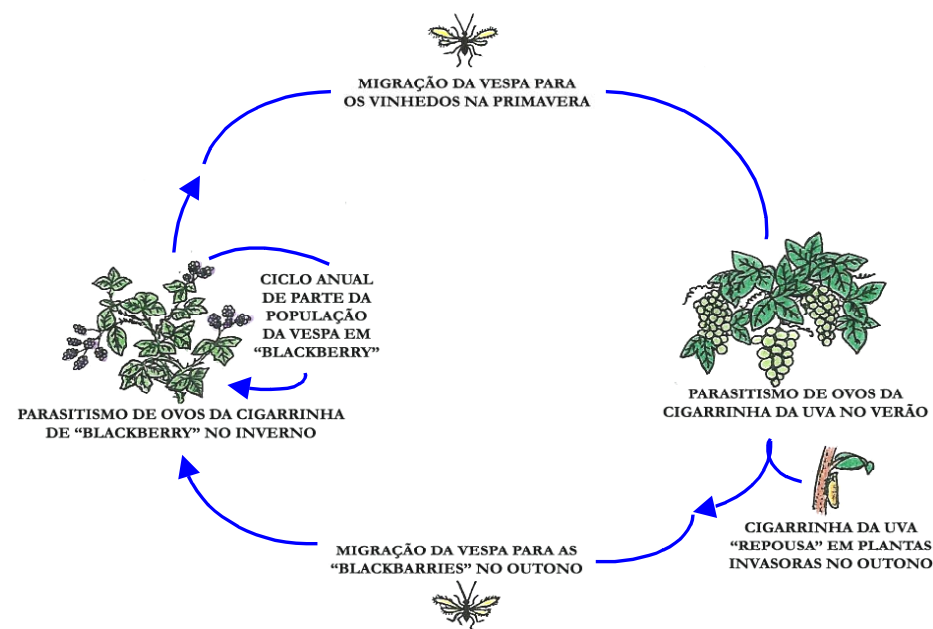 MIGRAÇÃO DA VESPA PARA
OS VINHEDOS NA PRIMAVERA
CICLO ANUAL
DE PARTE DA
POPULAÇÃO
DA VESPA EM
“BLACKBERRY”
PARASITISMO DE OVOS DA CIGARRINHA
DE “BLACKBERRY” NO INVERNO
PARASITISMO DE OVOS DA
CIGARRINHA DA UVA NO VERÃO
CIGARRINHA DA UVA
“REPOUSA” EM PLANTAS
INVASORAS NO OUTONO
MIGRAÇÃO DA VESPA PARA AS
“BLACKBARRIES” NO OUTONO